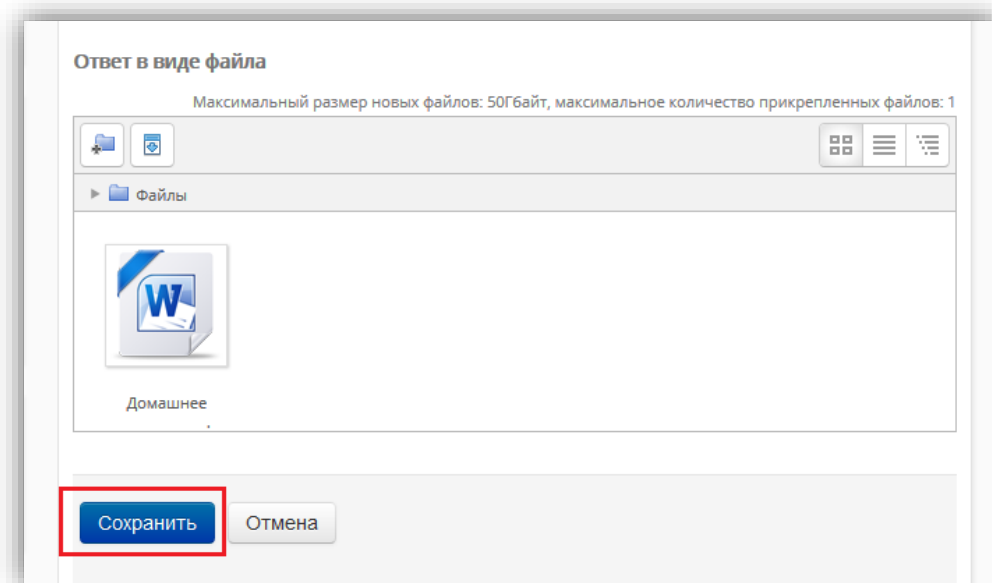 Ответ в виде файла
Максимальный размер новых файлов: 50Гбайт, максимальное количество прикрепленных файлов: 1
Файлы
W
Домашнее
Сохранить Отмена